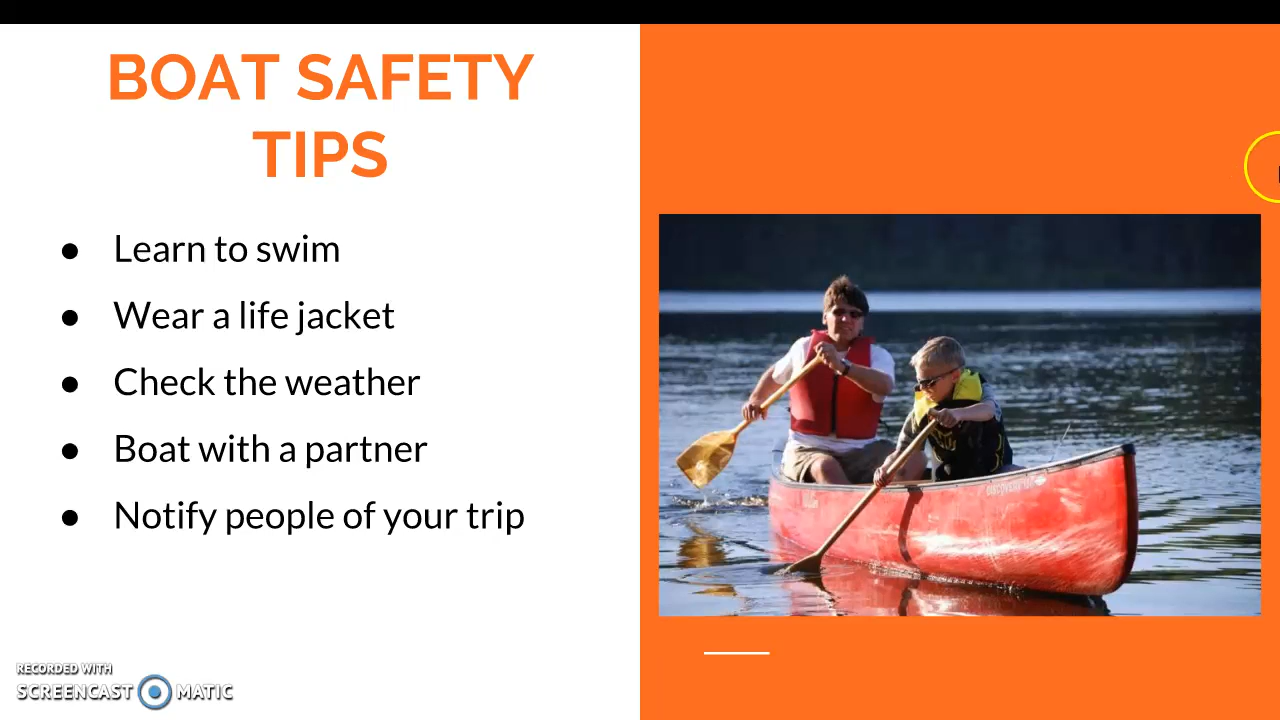 BOAT SAFETY
TIPS
● Learn to swim
● Wear a life jacket
● Check the weather
● Boat with a partner
● Notify people of your trip
RECORDED WITH
SCREENCAST MATIC